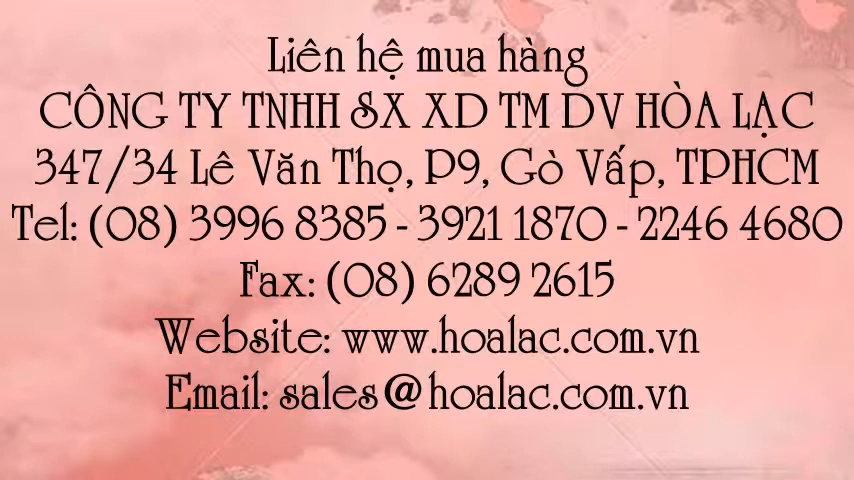 Liên hệ mua hàng
CÔNG TY TNHH SX XD TM DV HÒA LẠC
347/34 Lê Văn Thọ, P9, Gò Vấp, TPHCM
Tel: (08) 3996 8385 - 3921 1870 - 2246 4680
Fax: (08) 6289 2615
Website: www.hoalac.com.vn
Email: sales@hoalac.com.vn